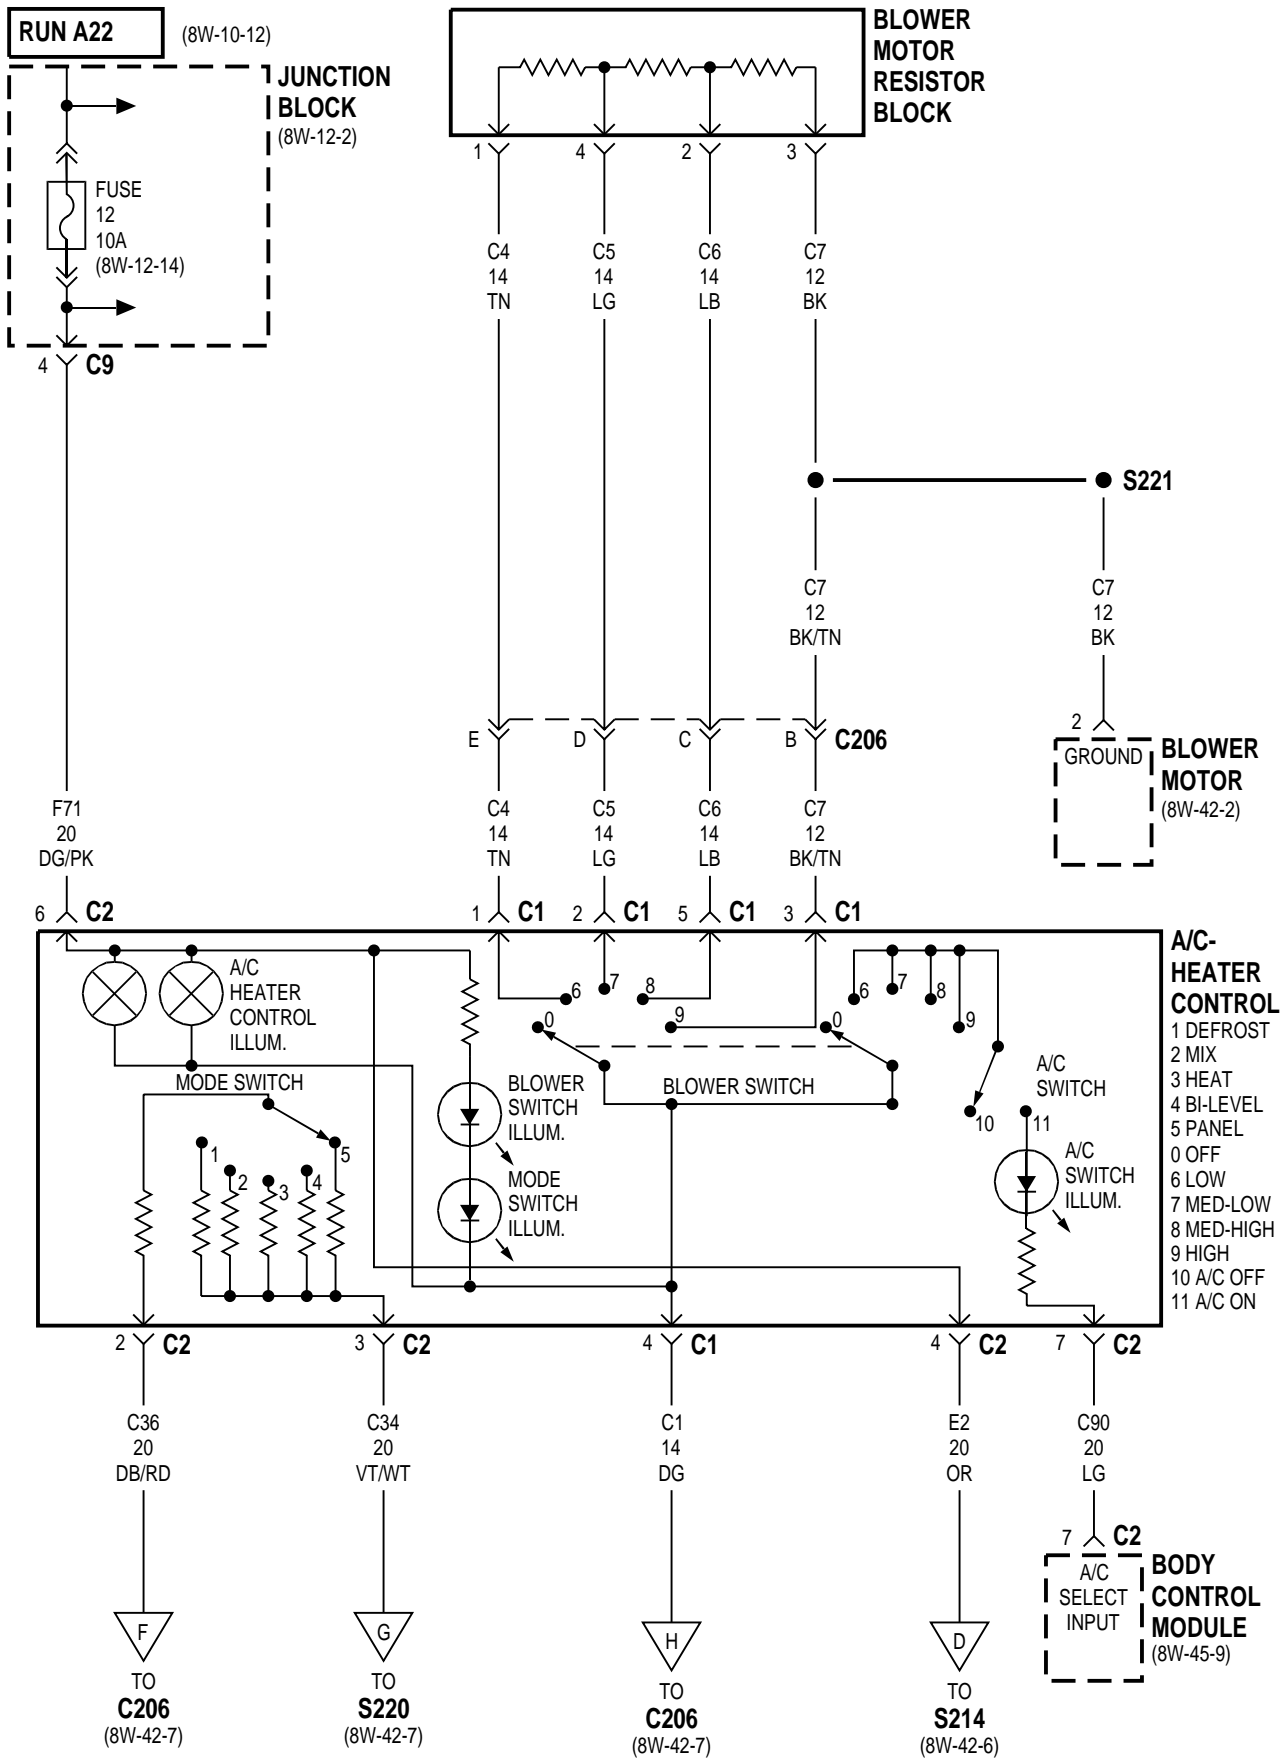 RUN A22
(8W-10-12)
JUNCTION
BLOCK
(8W-12-2)
FUSE
12
10A
(8W-12-14)
4
C9
BLOWER
MOTOR
RESISTOR
BLOCK
1
4
2
3
C4
14
TN
C5
14
LG
C6
14
LB
C7
12
BK
S221
C7
12
BK/TN
C7
12
BK
E
D
C
B
C206
2
GROUND
BLOWER
MOTOR
(8W-42-2)
F71
20
DG/PK
C4
14
TN
C5
14
LG
C6
14
LB
C7
12
BK/TN
6
C2
1
C1
2
C1
5
C1
3
C1
A/C-
HEATER
CONTROL
1 DEFROST
2 MIX
3 HEAT
4 BI-LEVEL
5 PANEL
0 OFF
6 LOW
7 MED-LOW
8 MED-HIGH
9 HIGH
10 A/C OFF
11 A/C ON
A/C
HEATER
CONTROL
ILLUM.
6
7
8
0
9
6
7
8
0
9
MODE SWITCH
BLOWER
SWITCH
ILLUM.
BLOWER SWITCH
A/C
SWITCH
10
11
1
2
3
4
5
MODE
SWITCH
ILLUM.
A/C
SWITCH
ILLUM.
2
C2
3
C2
4
C1
4
C2
7
C2
C36
20
DB/RD
C34
20
VT/WT
C1
14
DG
E2
20
OR
C90
20
LG
7
C2
A/C
SELECT
INPUT
BODY
CONTROL
MODULE
(8W-45-9)
F
TO
C206
(8W-42-7)
G
TO
S220
(8W-42-7)
H
TO
C206
(8W-42-7)
D
TO
S214
(8W-42-6)